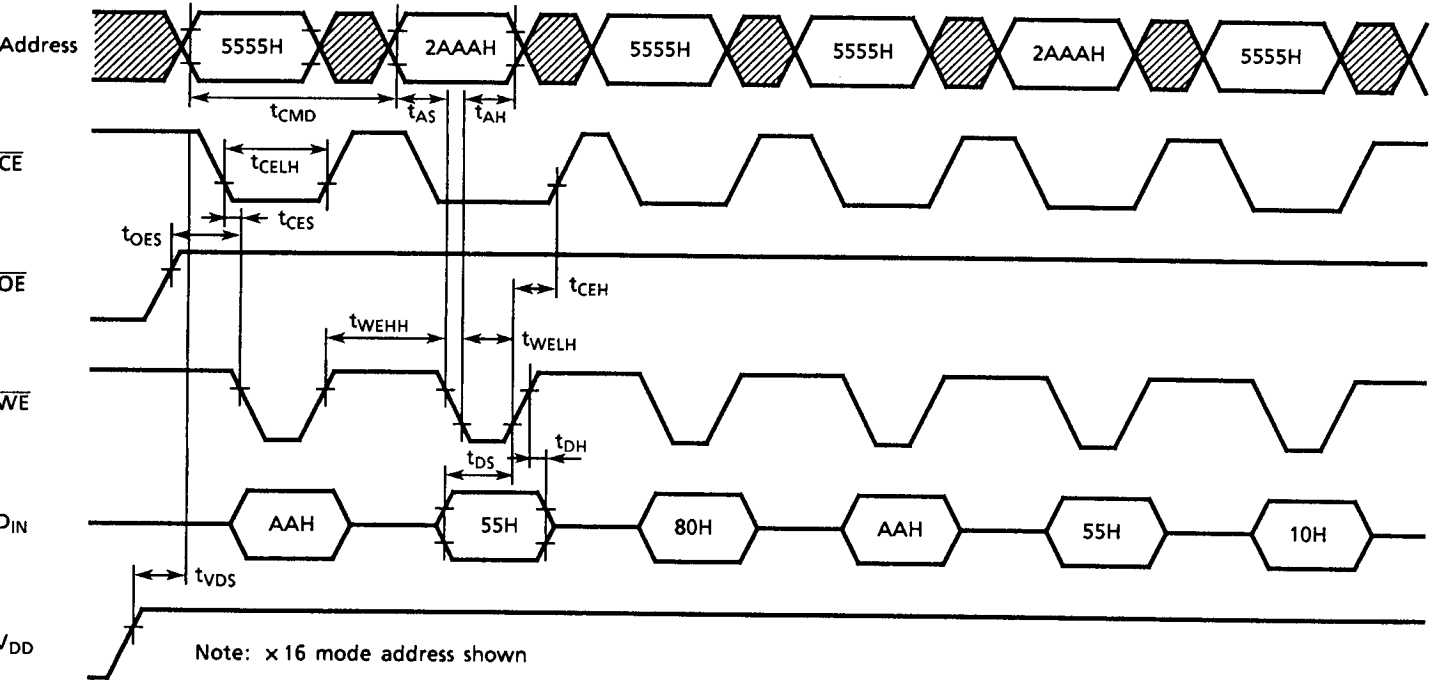 Address 5555H 2AAAH 5555H 5555H 2AAAH 5555H
tCMD tAS tAH
CE
tCELH
tCES
tOES
OE
tCEH
tWEHH
tWELH
WE
tDH
tDS
DIN AAH 55H 80H AAH 55H 10H
tVDS
VDD
Note: ×16 mode address shown